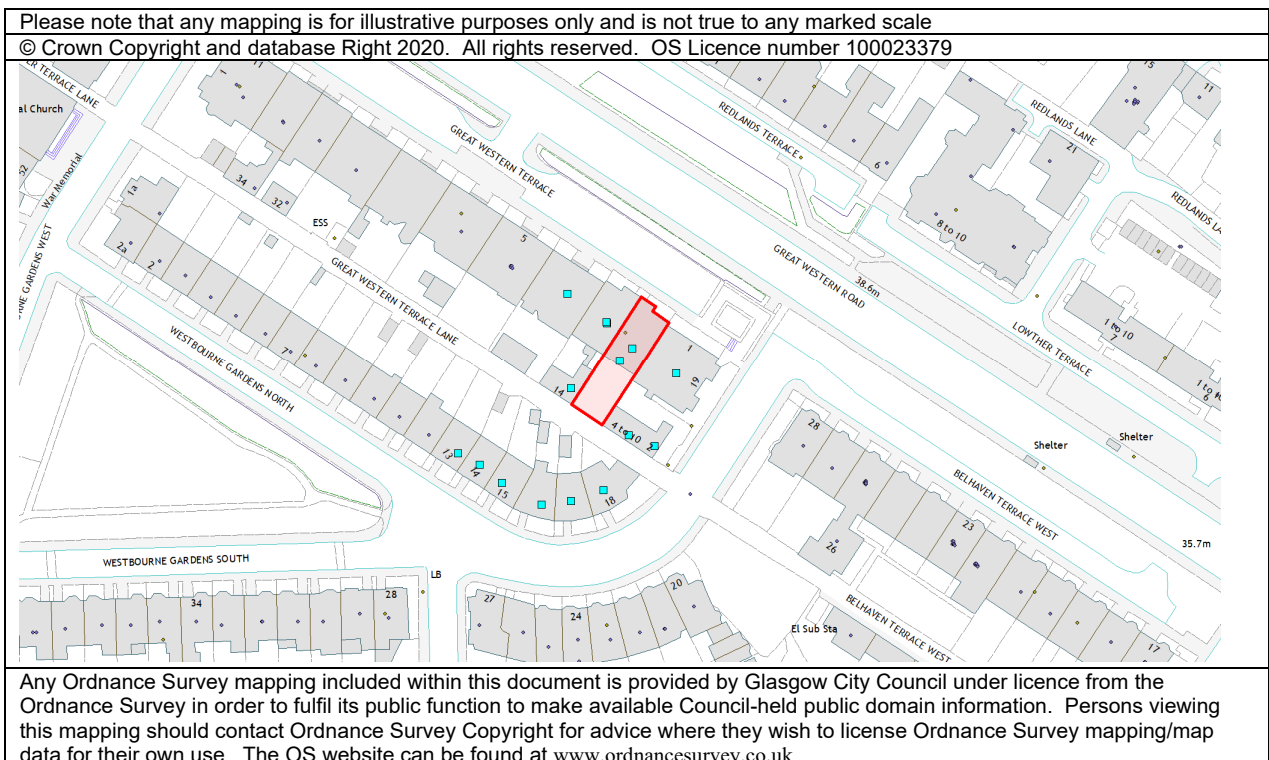 Please note that any mapping is for illustrative purposes only and is not true to any marked scale
© Crown Copyright and database Right 2020. All rights reserved. OS Licence number 100023379
TERRACE LANE
al Church
War Memorial
52
1
11
34
32
ESS
1a
2a
2
GREAT WESTERN TERRACE
5
GREAT WESTERN TERRACE LANE
REDLANDS TERRACE
6
8 to 10
21
REDLANDS LANE
15
11
GREAT WESTERN ROAD
38.6m
LOWTHER TERRACE
1 to 10
7
1
19
14
4 to 10
2
WESTBOURNE GARDENS NORTH
7
13
14
15
18
28
Shelter
Shelter
BELHAVEN TERRACE WEST
23
26
35.7m
17
WESTBOURNE GARDENS SOUTH
LB
34
28
27
24
20
El Sub Sta
BELHAVEN TERRACE WEST
Any Ordnance Survey mapping included within this document is provided by Glasgow City Council under licence from the
Ordnance Survey in order to fulfil its public function to make available Council-held public domain information. Persons viewing
this mapping should contact Ordnance Survey Copyright for advice where they wish to license Ordnance Survey mapping/map
data for their own use. The OS website can be found at www.ordnancesurvey.co.uk